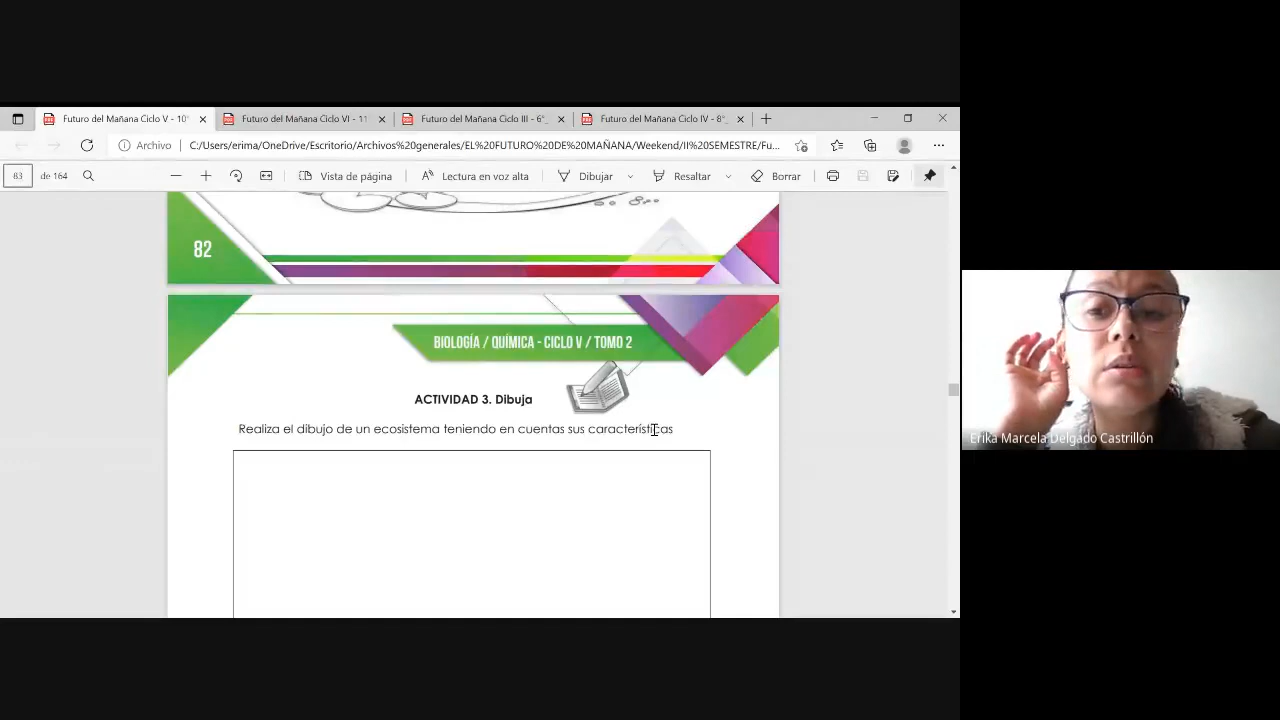 Futuro del Mañana Ciclo V - 10°
Futuro del Mañana Ciclo VI - 11
Futuro del Mañana Ciclo III - 6°_
Futuro del Mañana Ciclo IV - 8°_
Archivo
C:/Users/erima/OneDrive/Escritorio/Archivos%20generales/EL%20FUTURO%20DE%20MAÑANA/Weekend/II%20SEMESTRE/Fu...
83 de 164
Vista de página
Lectura en voz alta
Dibujar
Resaltar
Borrar
82
BIOLOGÍA / QUÍMICA - CICLO V / TOMO 2
ACTIVIDAD 3. Dibuja
Realiza el dibujo de un ecosistema teniendo en cuentas sus características
Erika Marcela Delgado Castrillón